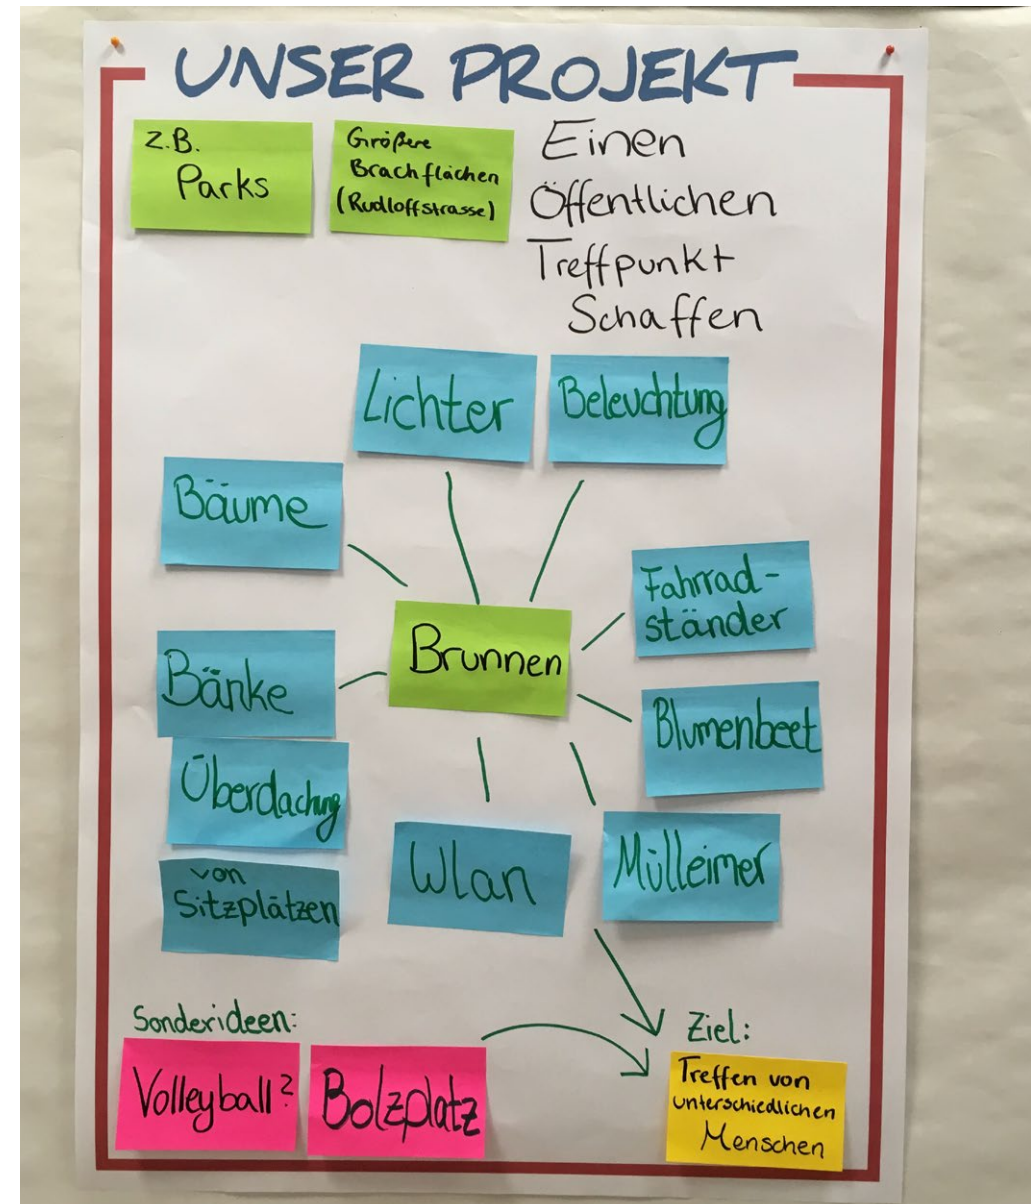 UNSER PROJEKT
z.B.
Parks
Größere
Brachflächen
(Rudloffstrasse)
Einen
Öffentlichen
Treffpunkt
Schaffen
Lichter
Beleuchtung
Bäume
Fahrrad-
ständer
Brunnen
Bänke
Blumenbeet
Überdachung
von
Sitzplätzen
Wlan
Mülleimer
Sonderideen:
Volleyball?
Bolzplatz
Ziel:
Treffen von
unterschiedlichen
Menschen